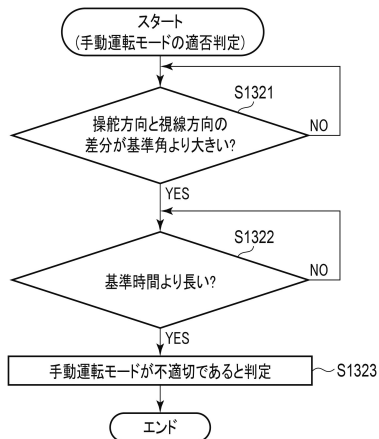 スタート
(手動運転モードの適否判定)
S1321
操舵方向と視線方向の
差分が基準角より大きい?
NO
YES
S1322
基準時間より長い?
NO
YES
手動運転モードが不適切であると判定
S1323
エンド